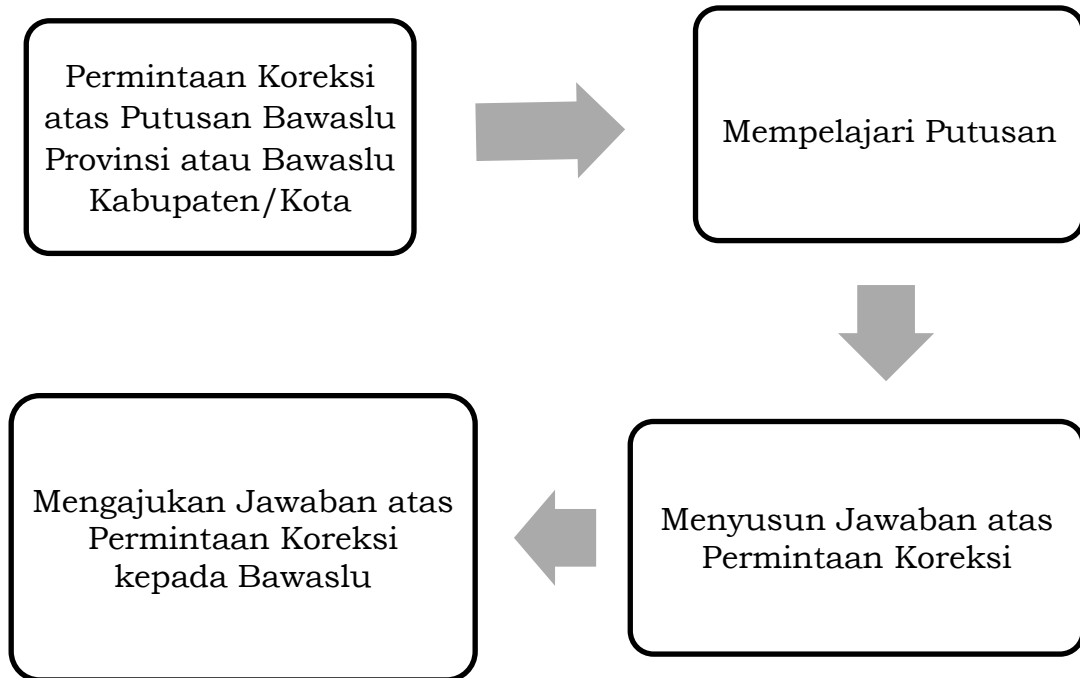 Permintaan Koreksi
atas Putusan Bawaslu
Provinsi atau Bawaslu
Kabupaten/Kota
Mempelajari Putusan
Menyusun Jawaban atas
Permintaan Koreksi
Mengajukan Jawaban atas
Permintaan Koreksi
kepada Bawaslu